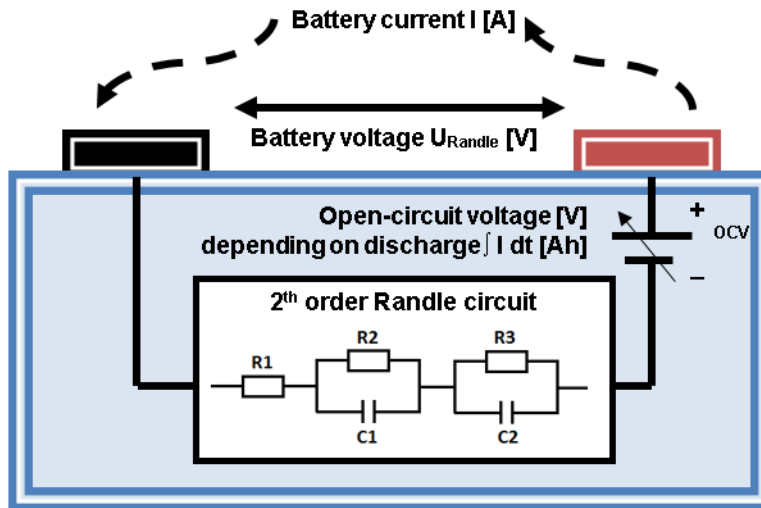 Battery current I [A]
Battery voltage URandle [V]
Open-circuit voltage [V]
depending on discharge ∫ I dt [Ah]
+
OCV
–
2th order Randle circuit
R1
R2
C1
R3
C2